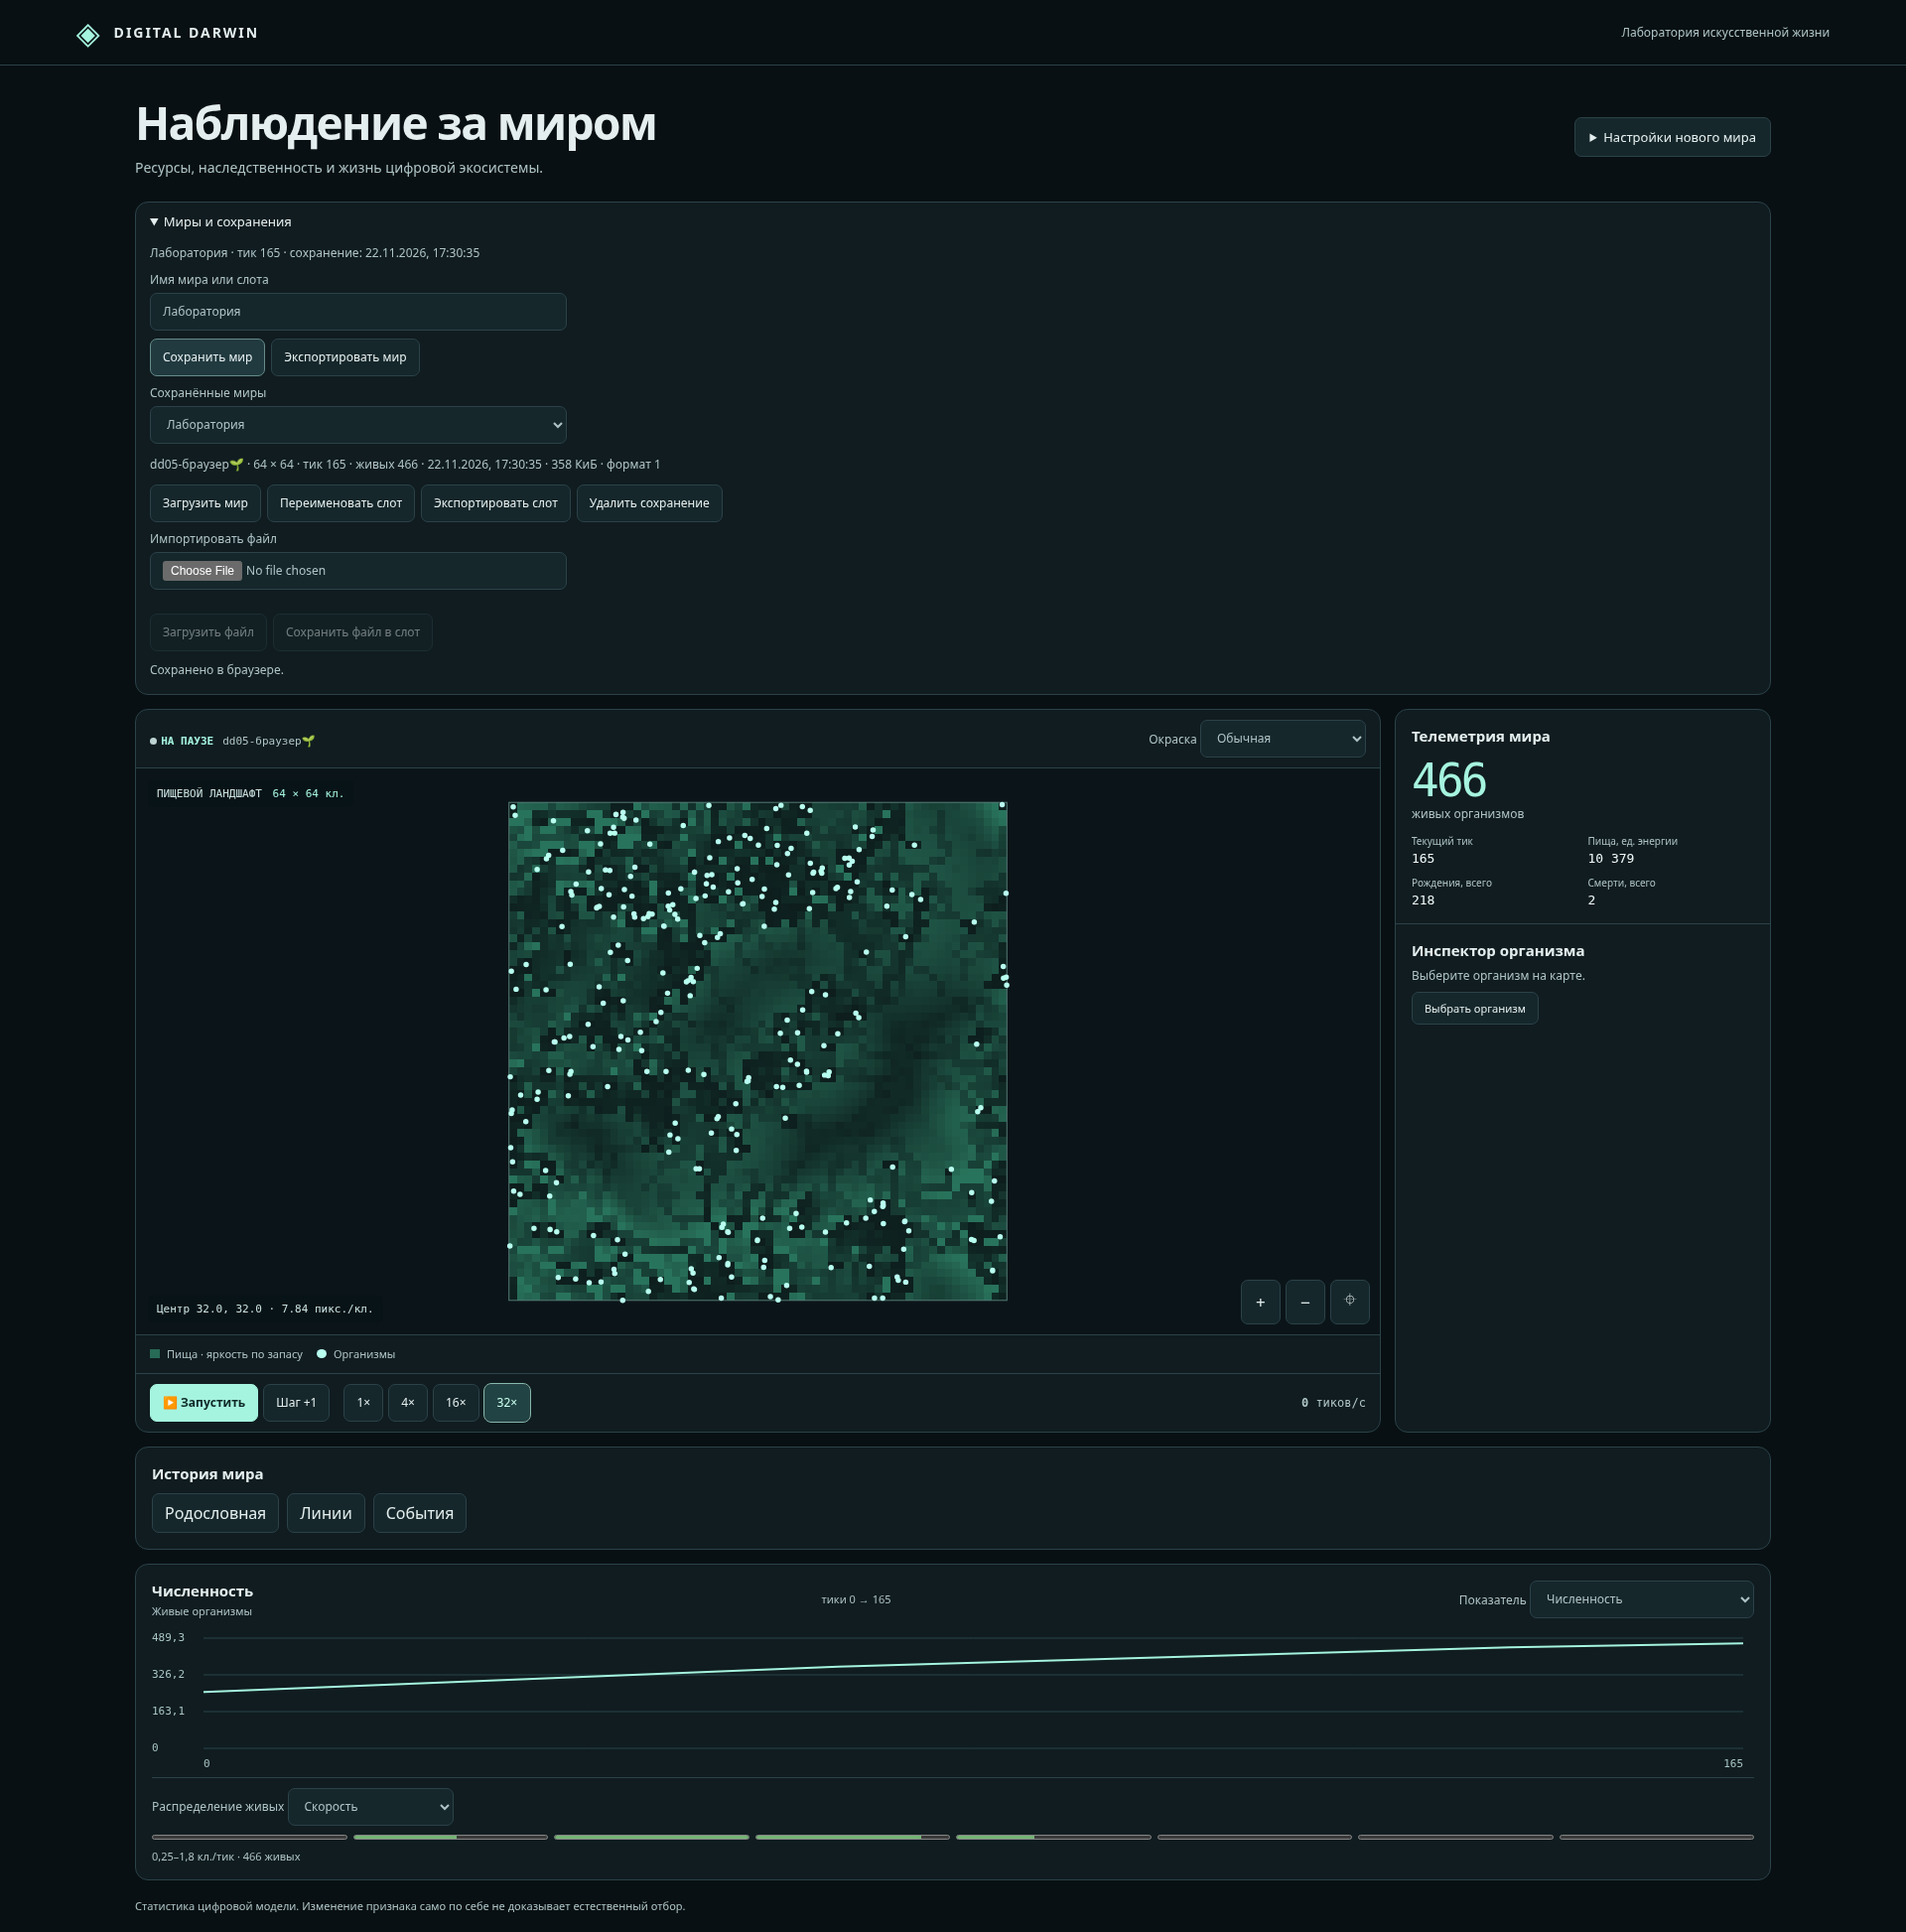 DIGITAL DARWIN
Лаборатория искусственной жизни
Наблюдение за миром
Ресурсы, наследственность и жизнь цифровой экосистемы.
▶ Настройки нового мира
▼ Миры и сохранения
Лаборатория · тик 165 · сохранение: 22.11.2026, 17:30:35
Имя мира или слота
Лаборатория
Сохранить мир
Экспортировать мир
Сохранённые миры
Лаборатория
dd05-браузер🌱 · 64 × 64 · тик 165 · живых 466 · 22.11.2026, 17:30:35 · 358 КиБ · формат 1
Загрузить мир
Переименовать слот
Экспортировать слот
Удалить сохранение
Импортировать файл
Choose File No file chosen
Загрузить файл
Сохранить файл в слот
Сохранено в браузере.
НА ПАУЗЕ dd05-браузер🌱
Окраска Обычная
ПИЩЕВОЙ ЛАНДШАФТ 64 × 64 кл.
Центр 32.0, 32.0 · 7.84 пикс./кл.
+
−
⌖
Пища · яркость по запасу
Организмы
▶️ Запустить
Шаг +1
1×
4×
16×
32×
0 тиков/с
Телеметрия мира
466
живых организмов
Текущий тик
165
Пища, ед. энергии
10 379
Рождения, всего
218
Смерти, всего
2
Инспектор организма
Выберите организм на карте.
Выбрать организм
История мира
Родословная
Линии
События
Численность
Живые организмы
тики 0 → 165
Показатель Численность
489,3
326,2
163,1
0
0
165
Распределение живых Скорость
0,25–1,8 кл./тик · 466 живых
Статистика цифровой модели. Изменение признака само по себе не доказывает естественный отбор.